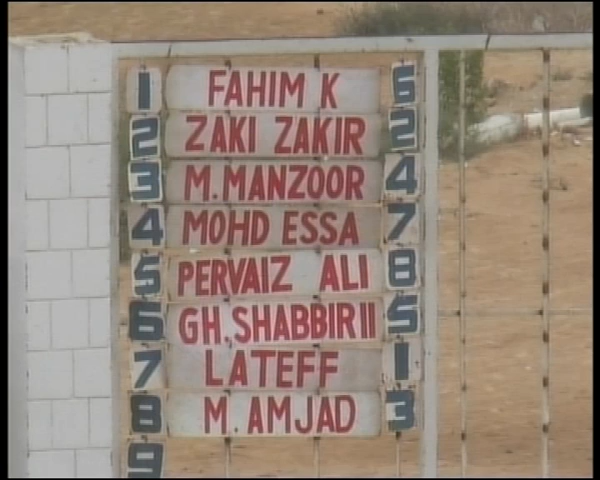 1 FAHIM K 6
2 ZAKI ZAKIR 2
3 M.MANZOOR 4
4 MOHD ESSA 7
5 PERVAIZ ALI 8
6 GH.SHABBIR II 5
7 LATEFF 1
8 M. AMJAD 3
9